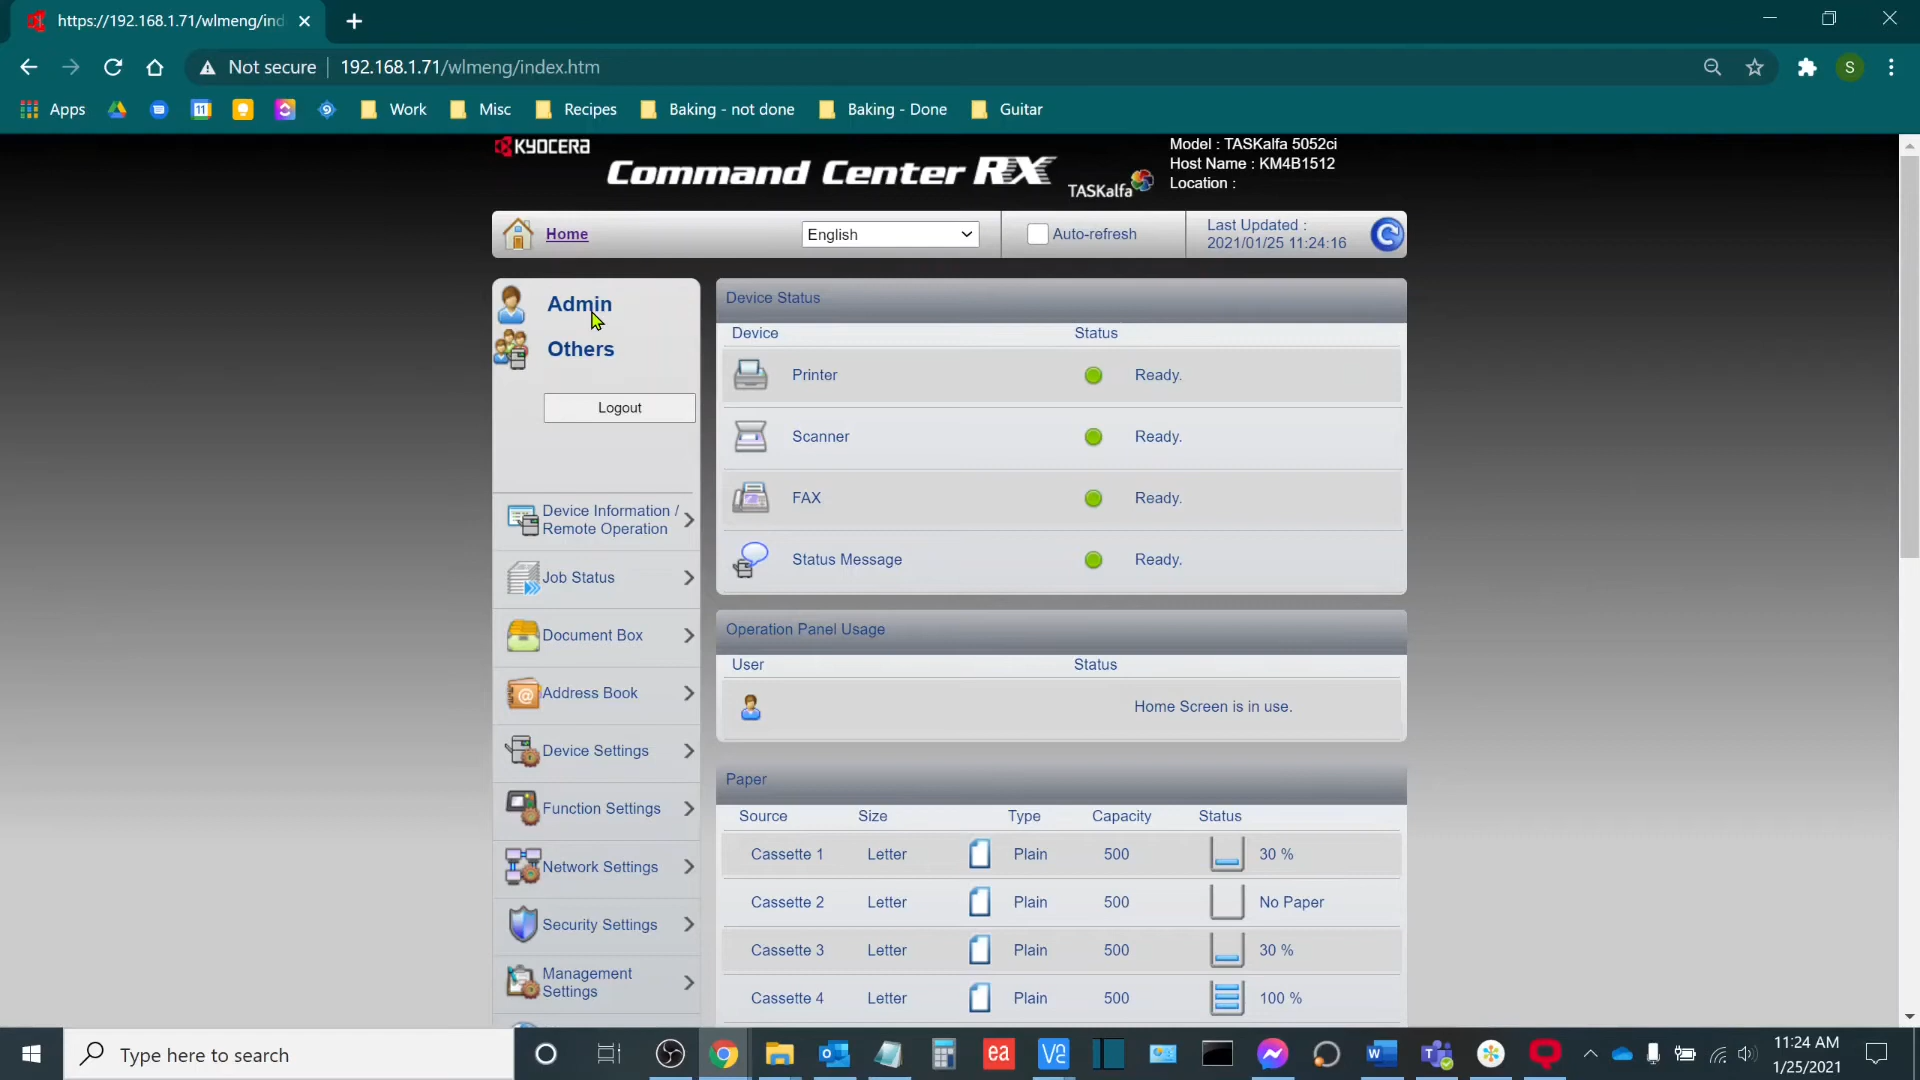 https://192.168.1.71/wlmeng/ind
Not secure 192.168.1.71/wlmeng/index.htm
Apps 11 Work Misc Recipes Baking - not done Baking - Done Guitar
S
KYOCERA
Command Center RX
TASKalfa
Model : TASKalfa 5052ci
Host Name : KM4B1512
Location :
Home
English
Auto-refresh
Last Updated :
2021/01/25 11:24:16
Admin
Others
Logout
Device Information /
Remote Operation
Job Status
Document Box
Address Book
Device Settings
Function Settings
Network Settings
Security Settings
Management
Settings
Device Status
Device Status
Printer Ready.
Scanner Ready.
FAX Ready.
Status Message Ready.
Operation Panel Usage
User Status
Home Screen is in use.
Paper
Source Size Type Capacity Status
Cassette 1 Letter Plain 500 30 %
Cassette 2 Letter Plain 500 No Paper
Cassette 3 Letter Plain 500 30 %
Cassette 4 Letter Plain 500 100 %
Type here to search
ea
11:24 AM
1/25/2021